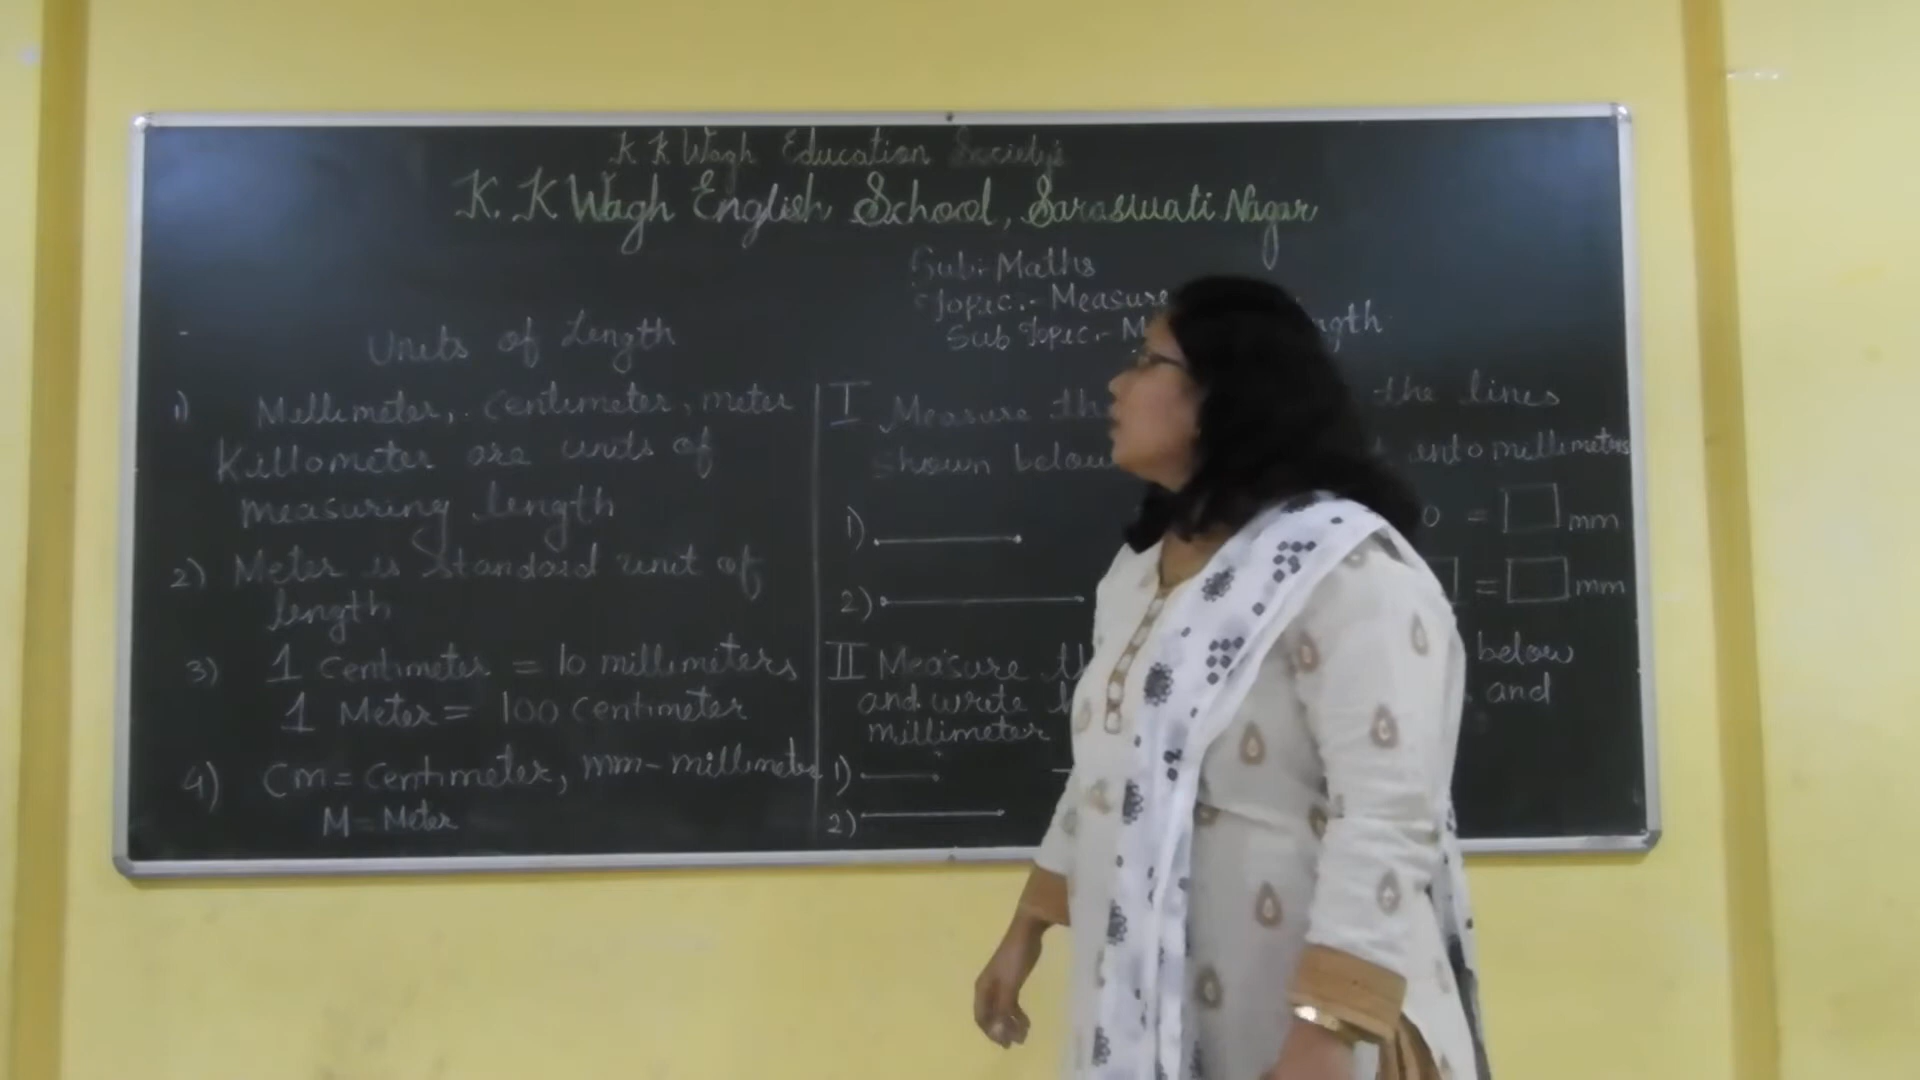 K K Wagh Education Society's
K. K Wagh English School, Saraswati Nagar
Sub:- Maths
Topic:- Measure
Sub Topic:- M ngth
Units of Length
1) Millimeter, centimeter, meter
Killometer are units of
measuring length
2) Meter is standard unit of
length
3) 1 Centimeter = 10 millimeters
1 Meter = 100 Centimeter
4) Cm = Centimeter, mm - millimeter
M = Meter
I Measure the the lines
shown below into millimeters
1) 0 = mm
2) = mm
II Measure th below
and write and
millimeter
1)
2)